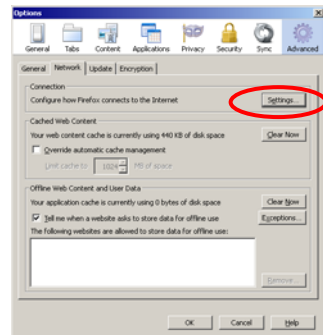 Options
General Tabs Content Applications Privacy Security Sync Advanced
General Network Update Encryption
Connection
Configure how Firefox connects to the Internet Settings...
Cached Web Content
Your web content cache is currently using 440 KB of disk space Clear Now
Override automatic cache management
Limit cache to 1024 MB of space
Offline Web Content and User Data
Your application cache is currently using 0 bytes of disk space Clear Now
Tell me when a website asks to store data for offline use Exceptions...
The following websites are allowed to store data for offline use:
Remove...
OK Cancel Help